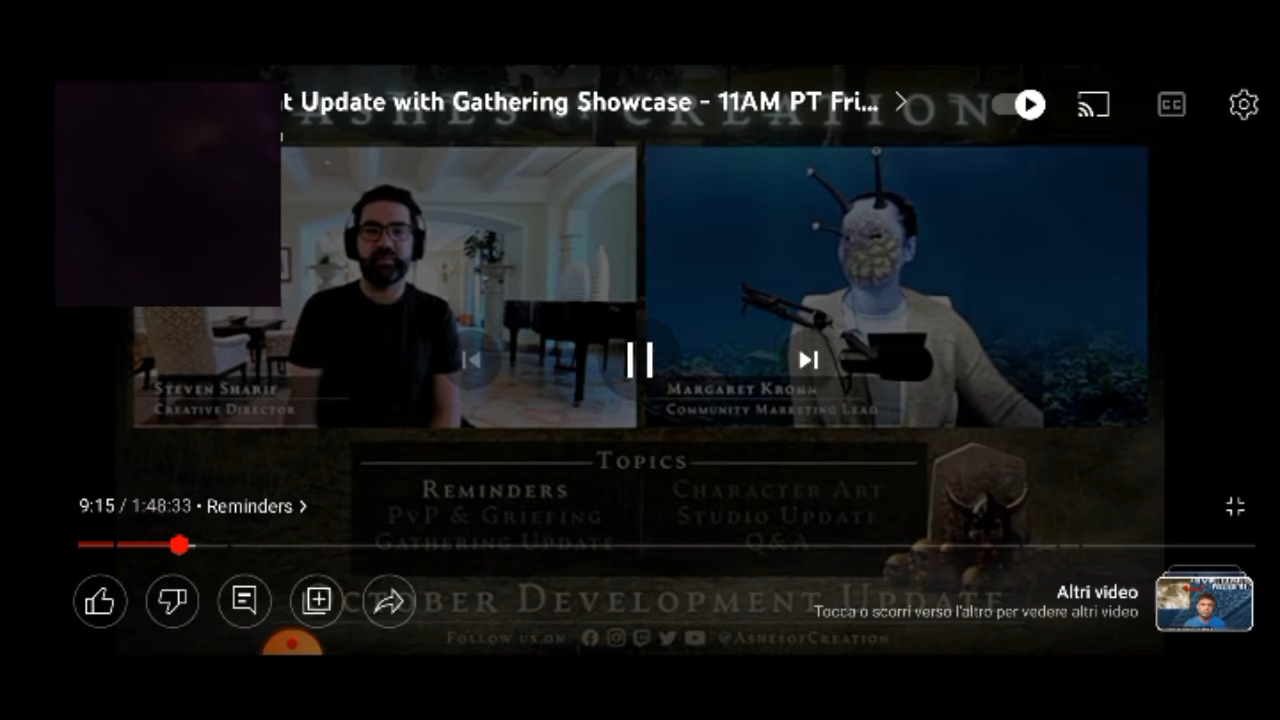 t Update with Gathering Showcase - 11AM PT Fri...
ASHES CREATION
CC
STEVEN SHARIF
CREATIVE DIRECTOR
MARGARET KROHN
COMMUNITY MARKETING LEAD
TOPICS
REMINDERS
PVP & GRIEFING
GATHERING UPDATE
CHARACTER ART
STUDIO UPDATE
Q&A
9:15 / 1:48:33 • Reminders
Altri video
Tocca o scorri verso l'altro per vedere altri video
CTOBER DEVELOPMENT UPDATE
FOLLOW US ON @ASHESOFCREATION